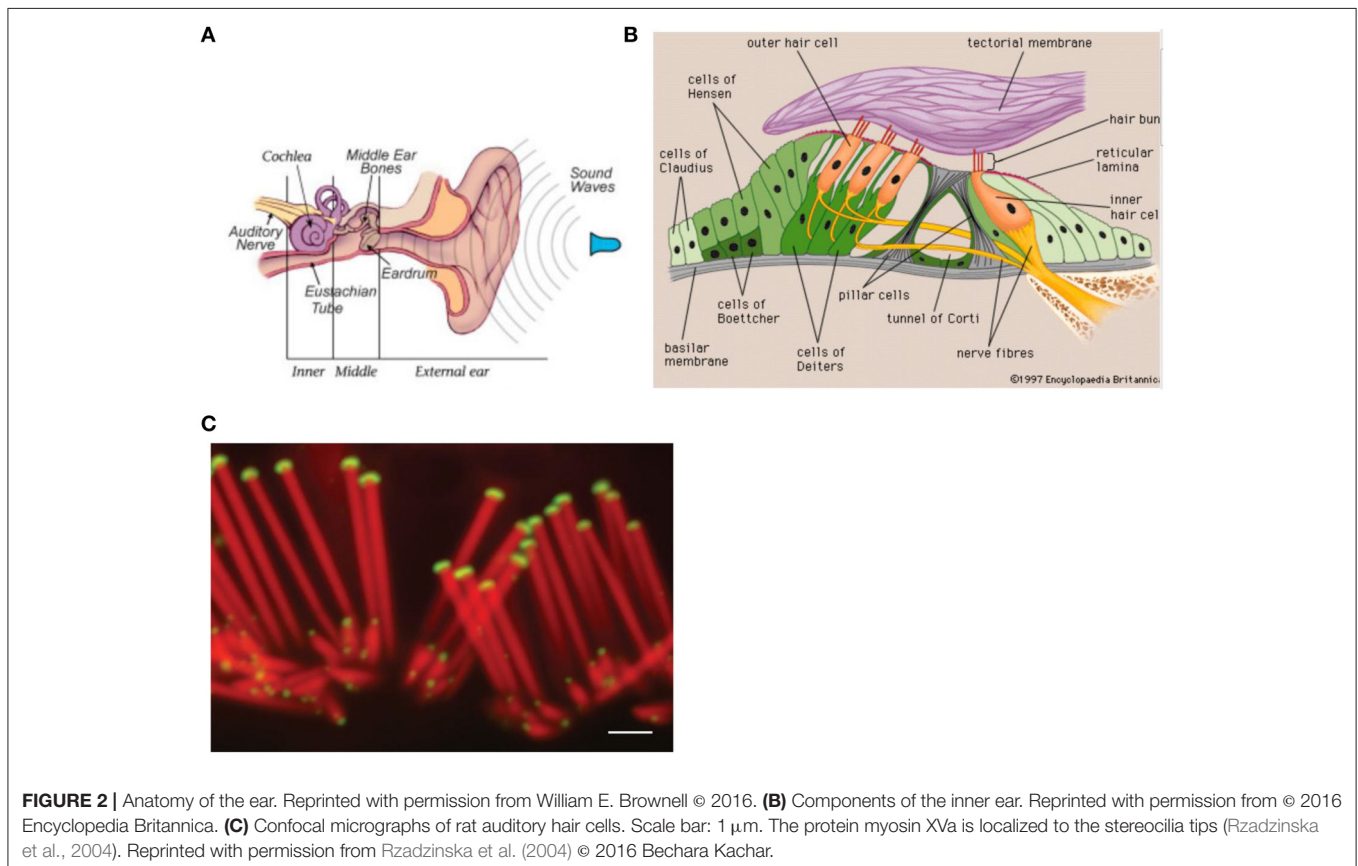 A
Cochlea
Middle Ear
Bones
Sound
Waves
Auditory
Nerve
Eardrum
Eustachian
Tube
Inner Middle External ear
B
outer hair cell
tectorial membrane
cells of
Hensen
hair bun
cells of
Claudius
reticular
lamina
inner
hair cel
pillar cells
cells of
Boettcher
tunnel of Corti
basilar
membrane
cells of
Deiters
nerve fibres
©1997 Encyclopaedia Britannic
C
FIGURE 2 | Anatomy of the ear. Reprinted with permission from William E. Brownell © 2016. (B) Components of the inner ear. Reprinted with permission from © 2016
Encyclopedia Britannica. (C) Confocal micrographs of rat auditory hair cells. Scale bar: 1 μm. The protein myosin XVa is localized to the stereocilia tips (Rzadzinska
et al., 2004). Reprinted with permission from Rzadzinska et al. (2004) © 2016 Bechara Kachar.